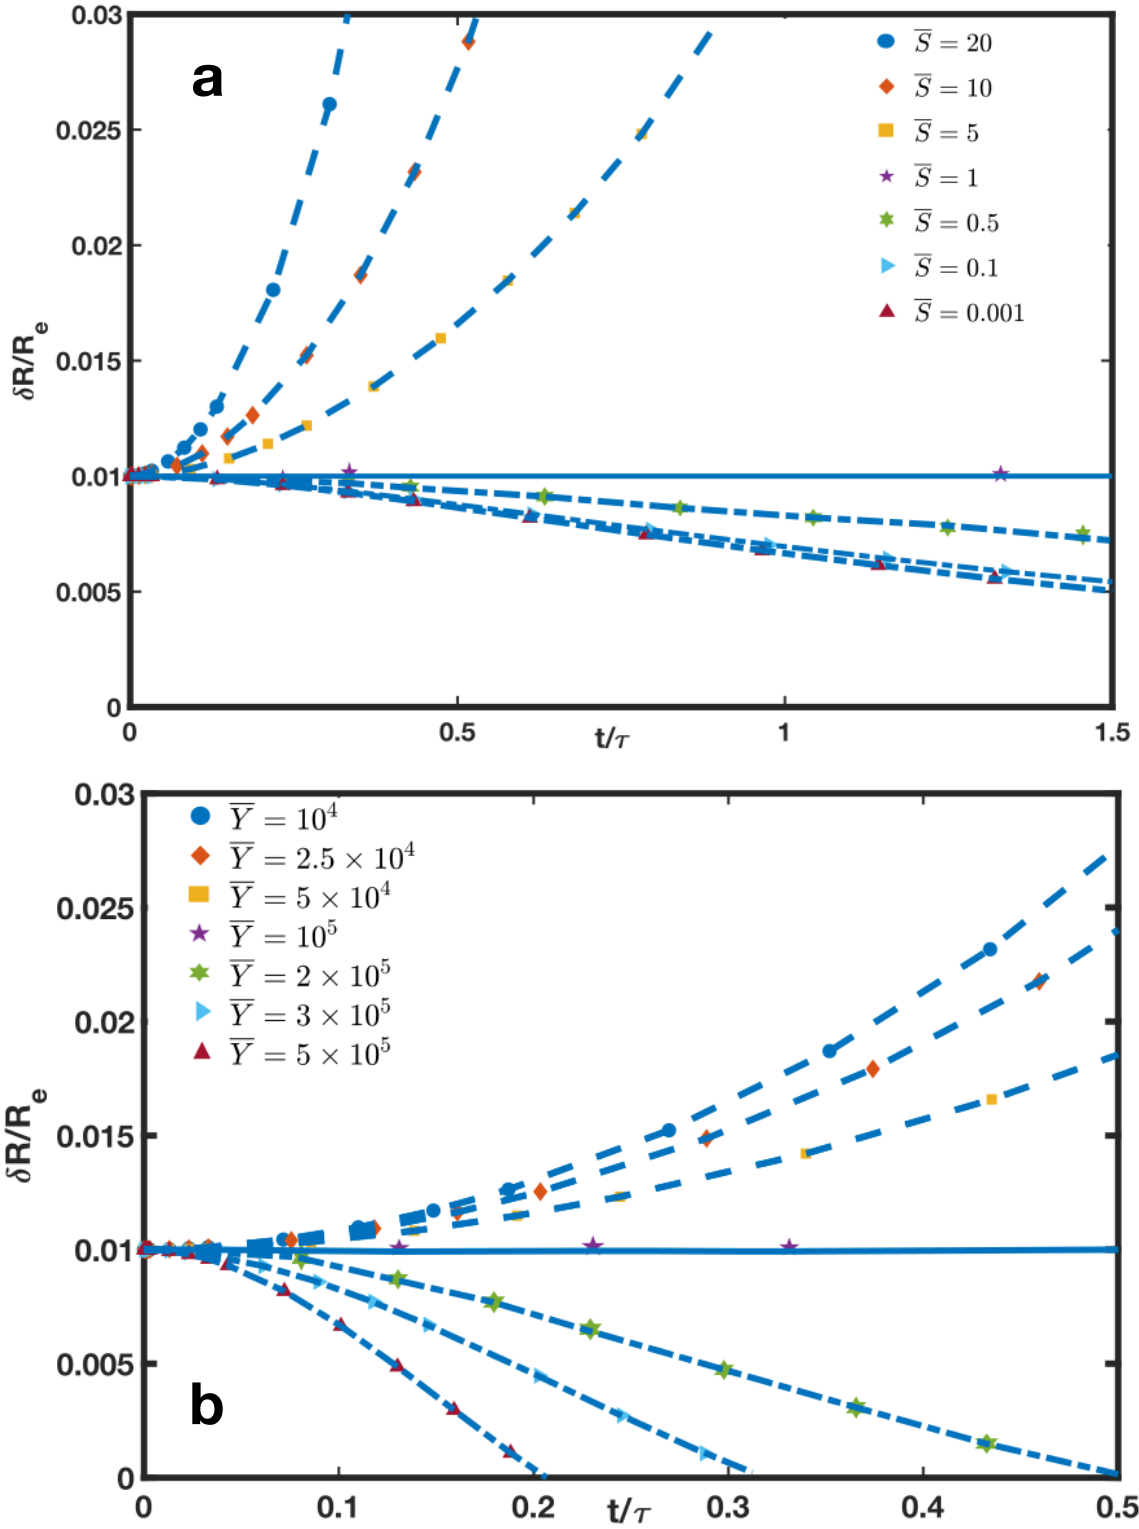 0.03
a
S̅ = 20
S̅ = 10
0.025
S̅ = 5
S̅ = 1
0.02
S̅ = 0.5
S̅ = 0.1
S̅ = 0.001
0.015
δR/Rₑ
0.01
0.005
0
0 0.5 1 1.5
t/τ
0.03
Y̅ = 10⁴
Y̅ = 2.5 × 10⁴
Y̅ = 5 × 10⁴
0.025
Y̅ = 10⁵
Y̅ = 2 × 10⁵
Y̅ = 3 × 10⁵
0.02
Y̅ = 5 × 10⁵
0.015
δR/Rₑ
0.01
0.005
b
0
0 0.1 0.2 0.3 0.4 0.5
t/τ